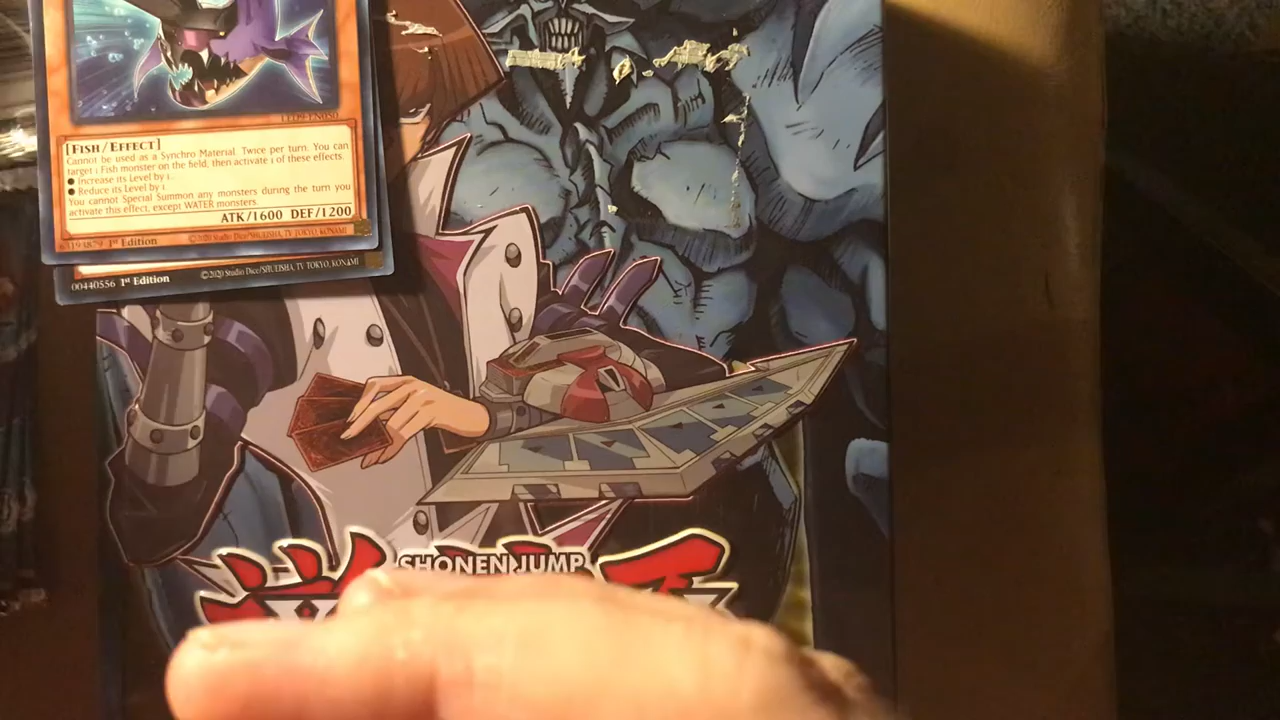 LED9-EN050
[FISH/EFFECT]
Cannot be used as a Synchro Material. Twice per turn: You can
target 1 Fish monster on the field, then activate 1 of these effects.
● Increase its Level by 1.
● Reduce its Level by 1.
You cannot Special Summon any monsters during the turn you
activate this effect, except WATER monsters.
ATK/1600 DEF/1200
63193879 1st Edition ©2020 Studio Dice/SHUEISHA, TV TOKYO, KONAMI
00440556 1st Edition ©2020 Studio Dice/SHUEISHA, TV TOKYO, KONAMI
SHONEN JUMP